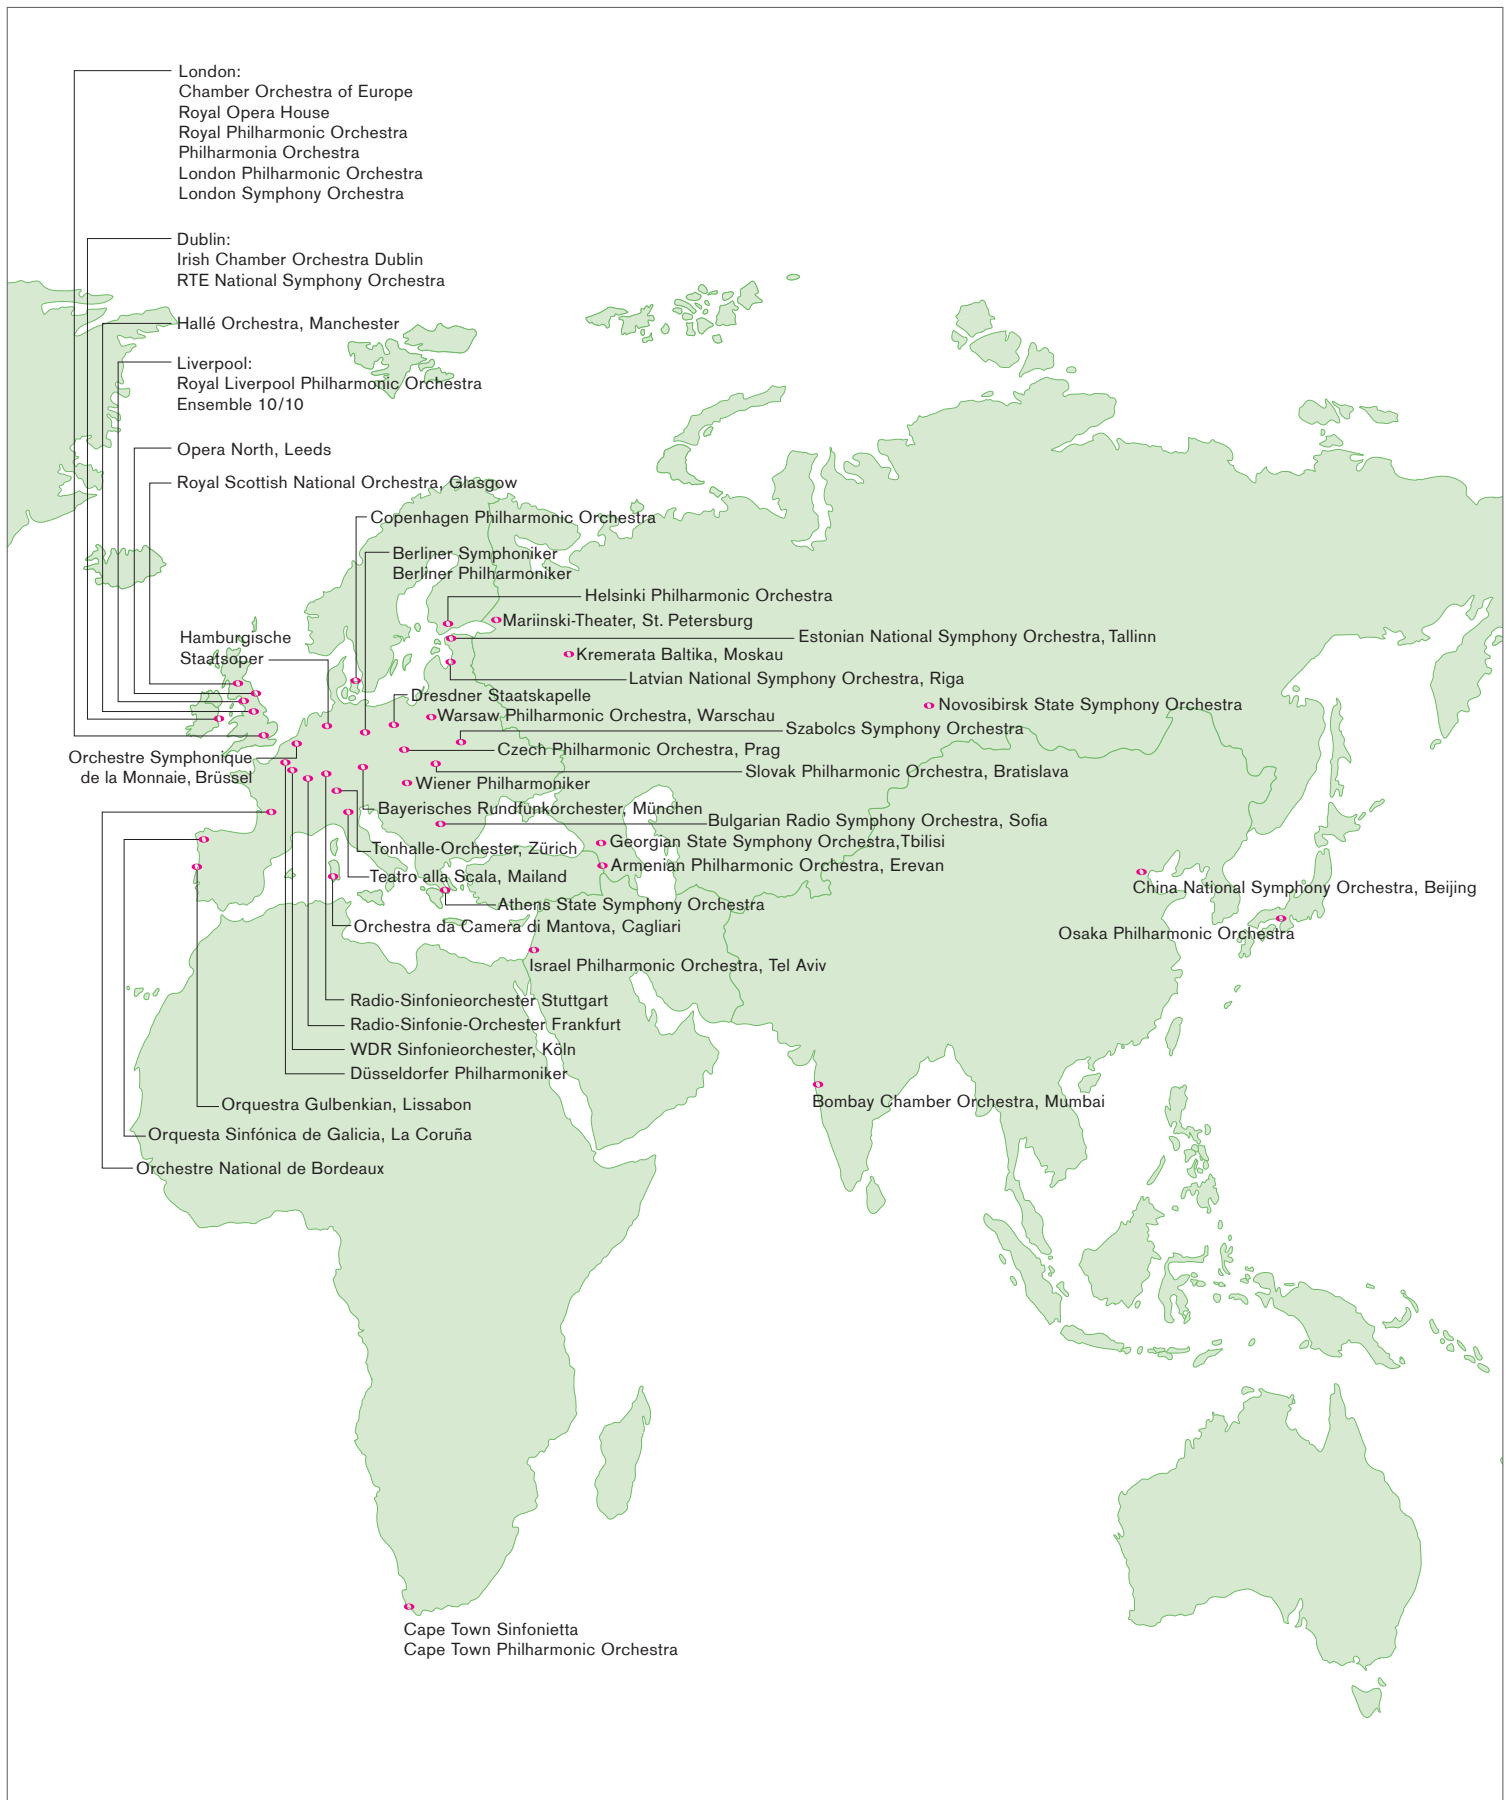 London:
Chamber Orchestra of Europe
Royal Opera House
Royal Philharmonic Orchestra
Philharmonia Orchestra
London Philharmonic Orchestra
London Symphony Orchestra
Dublin:
Irish Chamber Orchestra Dublin
RTE National Symphony Orchestra
Hallé Orchestra, Manchester
Liverpool:
Royal Liverpool Philharmonic Orchestra
Ensemble 10/10
Opera North, Leeds
Royal Scottish National Orchestra, Glasgow
Copenhagen Philharmonic Orchestra
Berliner Symphoniker
Berliner Philharmoniker
Helsinki Philharmonic Orchestra
Mariinski-Theater, St. Petersburg
Hamburgische
Staatsoper
Estonian National Symphony Orchestra, Tallinn
Kremerata Baltika, Moskau
Latvian National Symphony Orchestra, Riga
Dresdner Staatskapelle
Novosibirsk State Symphony Orchestra
Warsaw Philharmonic Orchestra, Warschau
Szabolcs Symphony Orchestra
Czech Philharmonic Orchestra, Prag
Orchestre Symphonique
de la Monnaie, Brüssel
Slovak Philharmonic Orchestra, Bratislava
Wiener Philharmoniker
Bayerisches Rundfunkorchester, München
Bulgarian Radio Symphony Orchestra, Sofia
Georgian State Symphony Orchestra, Tbilisi
Tonhalle-Orchester, Zürich
Armenian Philharmonic Orchestra, Erevan
Teatro alla Scala, Mailand
China National Symphony Orchestra, Beijing
Athens State Symphony Orchestra
Orchestra da Camera di Mantova, Cagliari
Osaka Philharmonic Orchestra
Israel Philharmonic Orchestra, Tel Aviv
Radio-Sinfonieorchester Stuttgart
Radio-Sinfonie-Orchester Frankfurt
WDR Sinfonieorchester, Köln
Düsseldorfer Philharmoniker
Bombay Chamber Orchestra, Mumbai
Orquestra Gulbenkian, Lissabon
Orquesta Sinfónica de Galicia, La Coruña
Orchestre National de Bordeaux
Cape Town Sinfonietta
Cape Town Philharmonic Orchestra